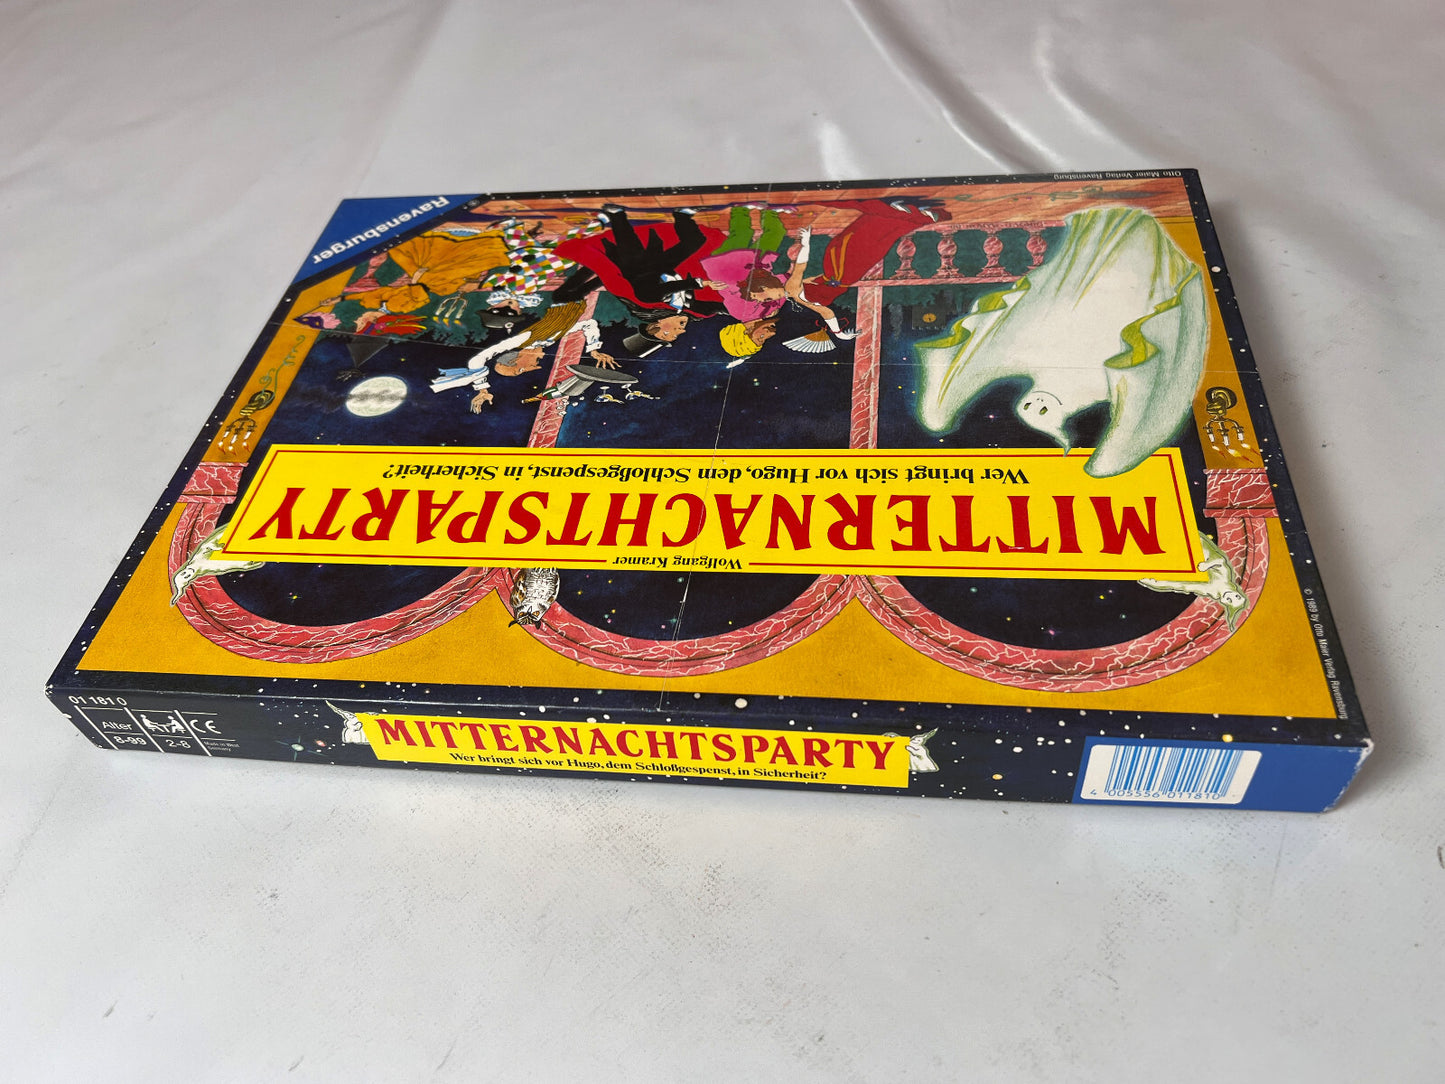 Otto Maier Verlag Ravensburg
Ravensburger
®
Wolfgang Kramer
MITTERNACHTSPARTY
Wer bringt sich vor Hugo, dem Schloßgespenst, in Sicherheit?
© 1989 by Otto Maier Verlag Ravensburg
01 181 0
Alter
8-99
2-8
CE
Made in West
Germany
MITTERNACHTSPARTY
Wer bringt sich vor Hugo, dem Schloßgespenst, in Sicherheit?
4 005556 011810